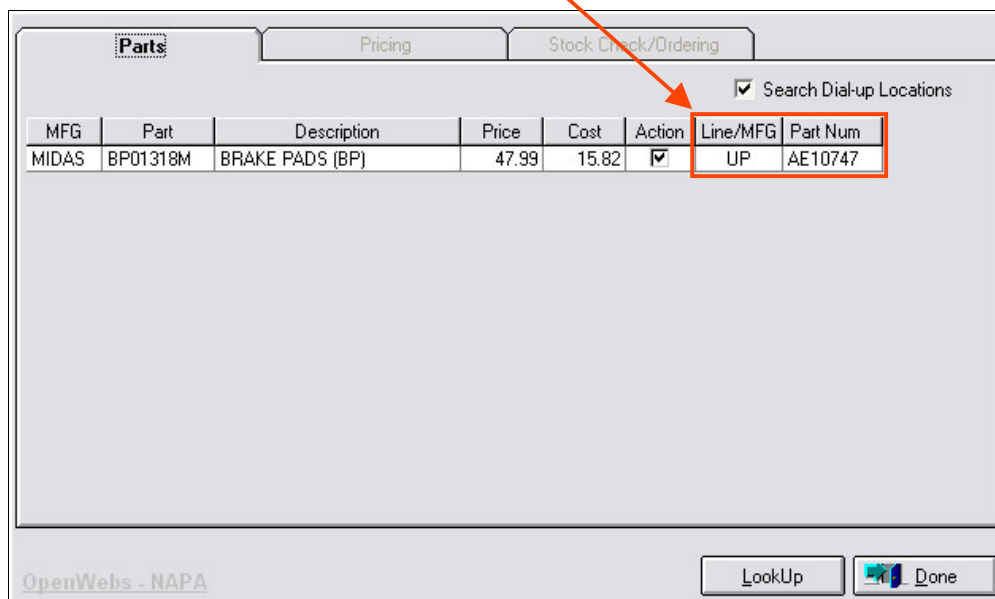 Parts Pricing Stock Check/Ordering
Search Dial-up Locations
MFG Part Description Price Cost Action Line/MFG Part Num
MIDAS BP01318M BRAKE PADS (BP) 47.99 15.82 UP AE10747
OpenWebs - NAPA LookUp Done